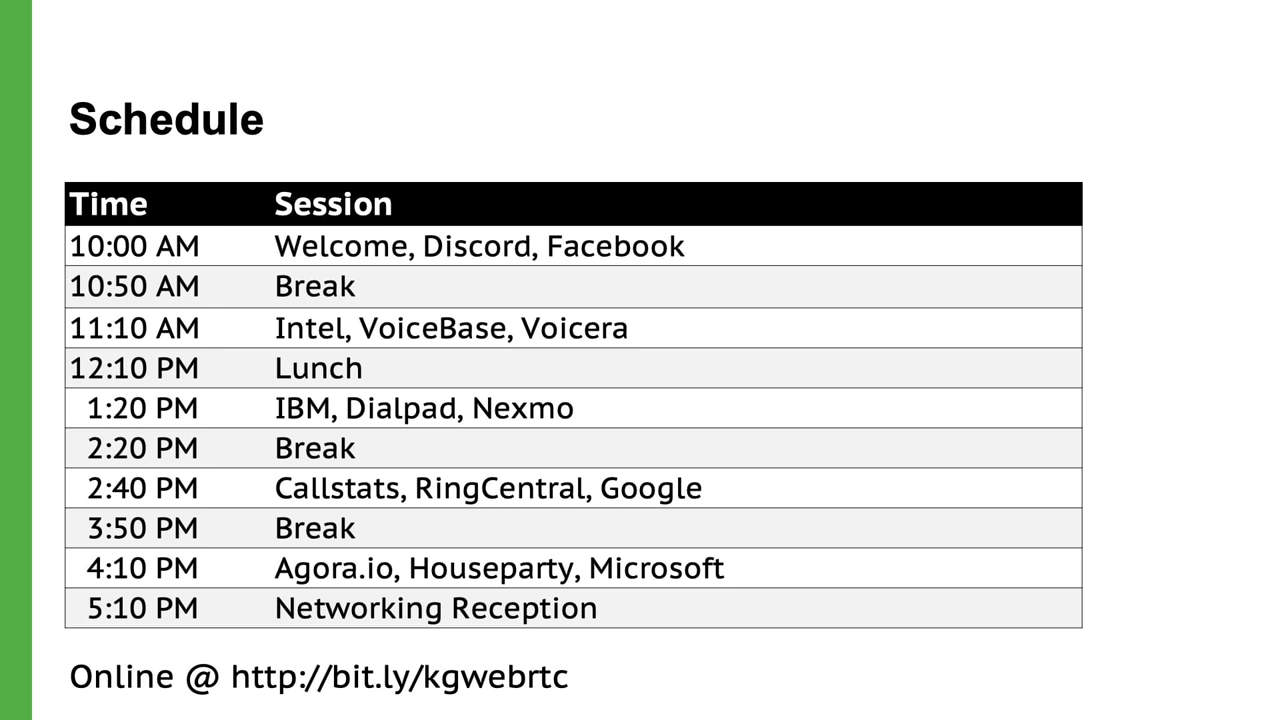 Schedule
Time Session
10:00 AM Welcome, Discord, Facebook
10:50 AM Break
11:10 AM Intel, VoiceBase, Voicera
12:10 PM Lunch
1:20 PM IBM, Dialpad, Nexmo
2:20 PM Break
2:40 PM Callstats, RingCentral, Google
3:50 PM Break
4:10 PM Agora.io, Houseparty, Microsoft
5:10 PM Networking Reception
Online @ http://bit.ly/kgwebrtc